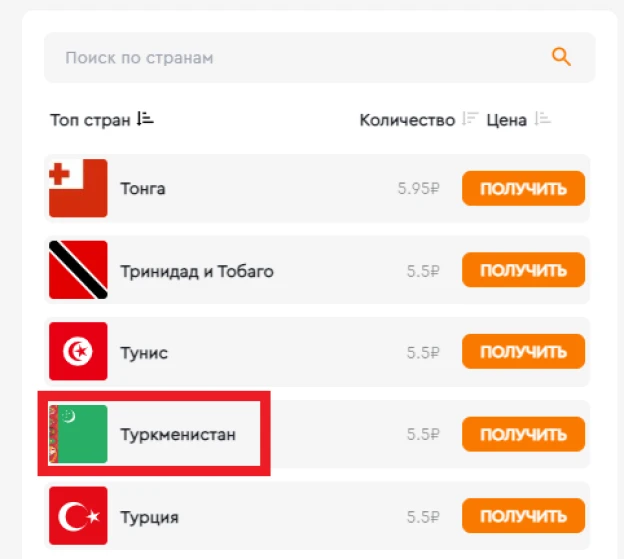 Поиск по странам
Топ стран Количество Цена
Тонга 5.95₽ ПОЛУЧИТЬ
Тринидад и Тобаго 5.5₽ ПОЛУЧИТЬ
Тунис 5.5₽ ПОЛУЧИТЬ
Туркменистан 5.5₽ ПОЛУЧИТЬ
Турция 5.5₽ ПОЛУЧИТЬ